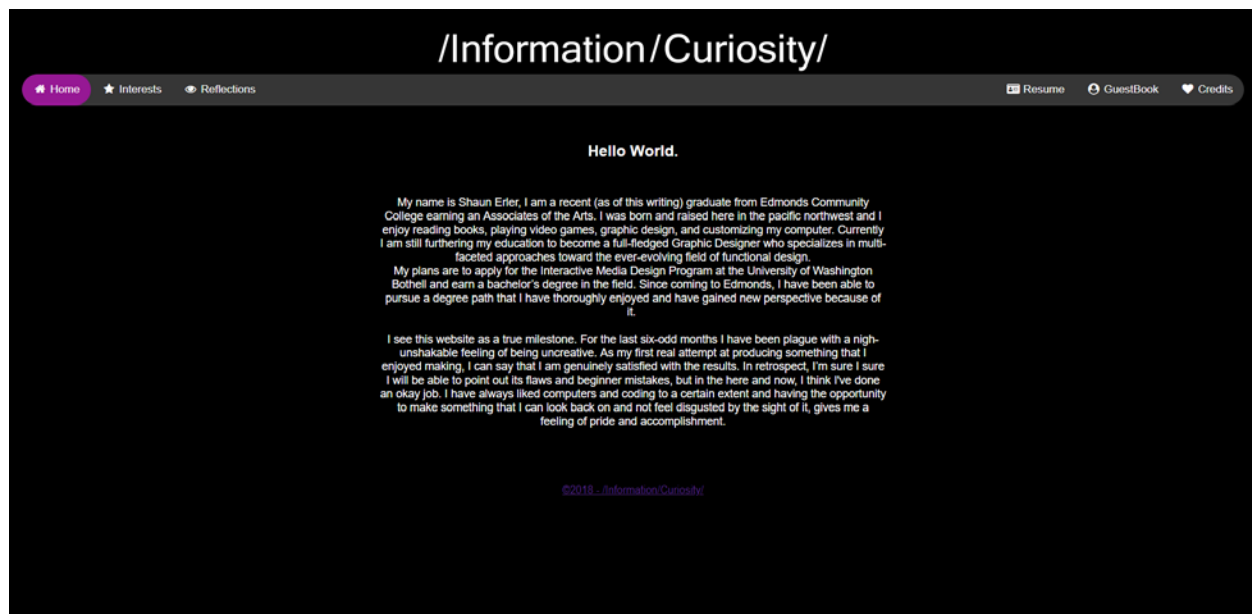 /Information/Curiosity/
Home Interests Reflections Resume GuestBook Credits
Hello World.
My name is Shaun Erler, I am a recent (as of this writing) graduate from Edmonds Community
College earning an Associates of the Arts. I was born and raised here in the pacific northwest and I
enjoy reading books, playing video games, graphic design, and customizing my computer. Currently
I am still furthering my education to become a full-fledged Graphic Designer who specializes in multi-
faceted approaches toward the ever-evolving field of functional design.
My plans are to apply for the Interactive Media Design Program at the University of Washington
Bothell and earn a bachelor's degree in the field. Since coming to Edmonds, I have been able to
pursue a degree path that I have thoroughly enjoyed and have gained new perspective because of
it.
I see this website as a true milestone. For the last six-odd months I have been plague with a nigh-
unshakable feeling of being uncreative. As my first real attempt at producing something that I
enjoyed making, I can say that I am genuinely satisfied with the results. In retrospect, I'm sure I sure
I will be able to point out its flaws and beginner mistakes, but in the here and now, I think I've done
an okay job. I have always liked computers and coding to a certain extent and having the opportunity
to make something that I can look back on and not feel disgusted by the sight of it, gives me a
feeling of pride and accomplishment.
©2018 - /Information/Curiosity/